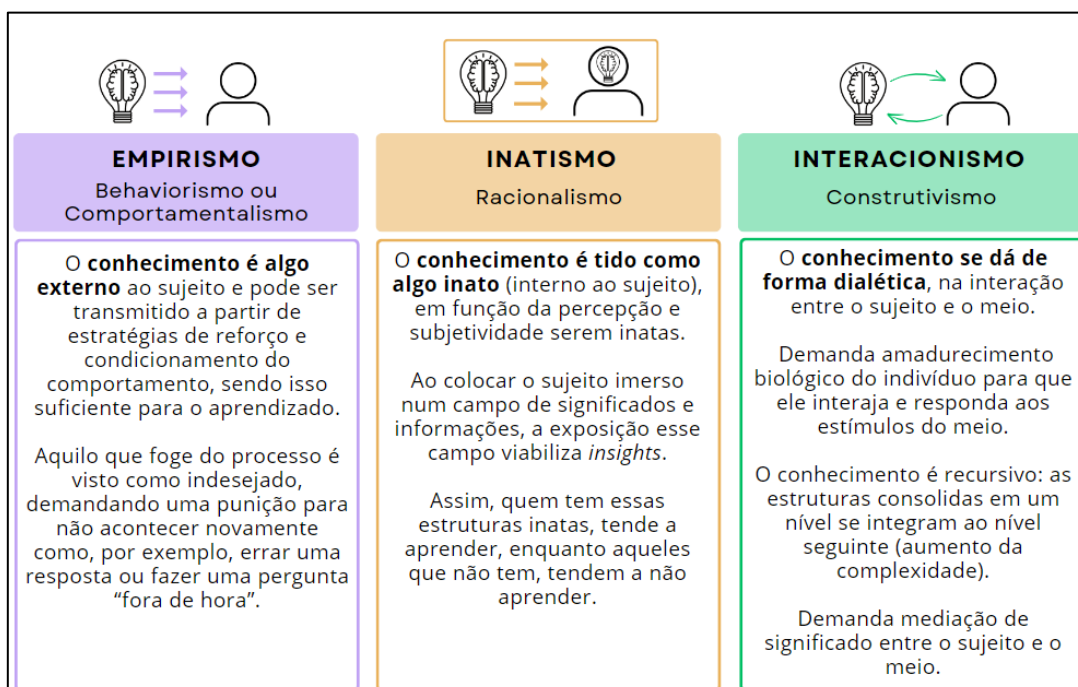 EMPIRISMO
Behaviorismo ou
Comportamentalismo
O conhecimento é algo
externo ao sujeito e pode ser
transmitido a partir de
estratégias de reforço e
condicionamento do
comportamento, sendo isso
suficiente para o aprendizado.
Aquilo que foge do processo é
visto como indesejado,
demandando uma punição para
não acontecer novamente
como, por exemplo, errar uma
resposta ou fazer uma pergunta
“fora de hora”.
INATISMO
Racionalismo
O conhecimento é tido como
algo inato (interno ao sujeito),
em função da percepção e
subjetividade serem inatas.
Ao colocar o sujeito imerso
num campo de significados e
informações, a exposição esse
campo viabiliza insights.
Assim, quem tem essas
estruturas inatas, tende a
aprender, enquanto aqueles
que não tem, tendem a não
aprender.
INTERACIONISMO
Construtivismo
O conhecimento se dá de
forma dialética, na interação
entre o sujeito e o meio.
Demanda amadurecimento
biológico do indivíduo para que
ele interaja e responda aos
estímulos do meio.
O conhecimento é recursivo: as
estruturas consolidas em um
nível se integram ao nível
seguinte (aumento da
complexidade).
Demanda mediação de
significado entre o sujeito e o
meio.